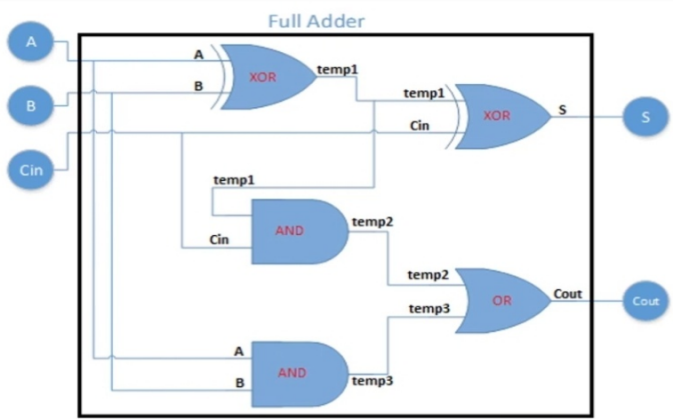 Full Adder
A
A
XOR
temp1
B
B
temp1
XOR
S
S
Cin
Cin
temp1
AND
temp2
Cin
temp2
OR
Cout
Cout
temp3
A
AND
B
temp3